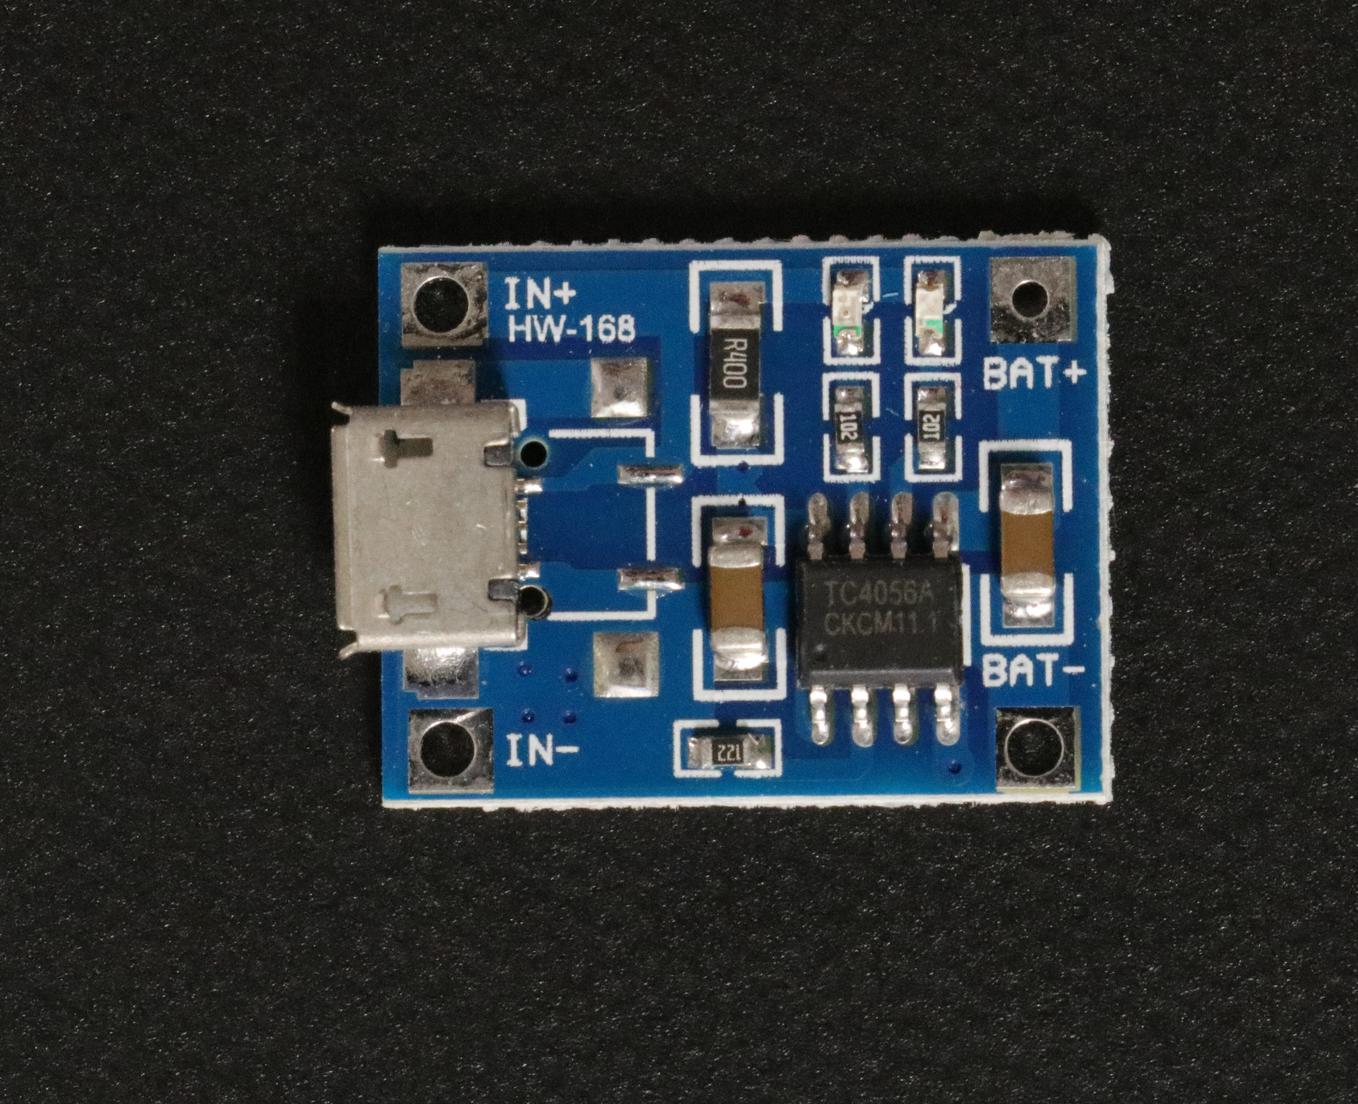 IN+
HW-168
R400
102
102
BAT+
TC4056A
CKCM11.1
BAT-
IN-
122